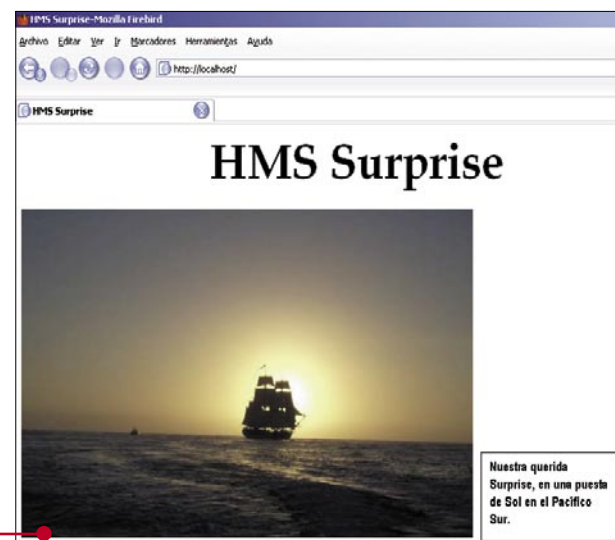 HMS Surprise-Mozilla Firebird
Archivo Editar Ver Ir Marcadores Herramientas Ayuda
http://localhost/
HMS Surprise
HMS Surprise
Nuestra querida
Surprise, en una puesta
de Sol en el Pacífico
Sur.